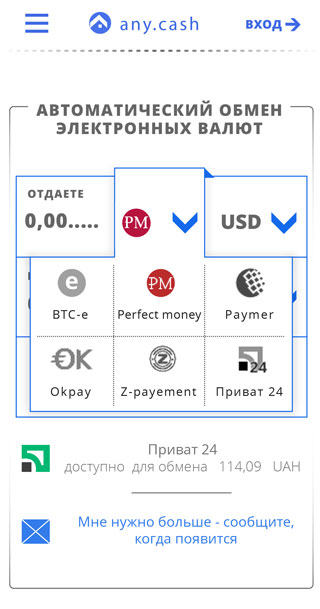 any.cash
вход
АВТОМАТИЧЕСКИЙ ОБМЕН
ЭЛЕКТРОННЫХ ВАЛЮТ
ОТДАЕТЕ
0,00.....
PM
USD
e
PM
BTC-e
Perfect money
Paymer
OK
Z
24
Okpay
Z-payement
Приват 24
Приват 24
доступно для обмена 114,09 UAH
Мне нужно больше - сообщите,
когда появится